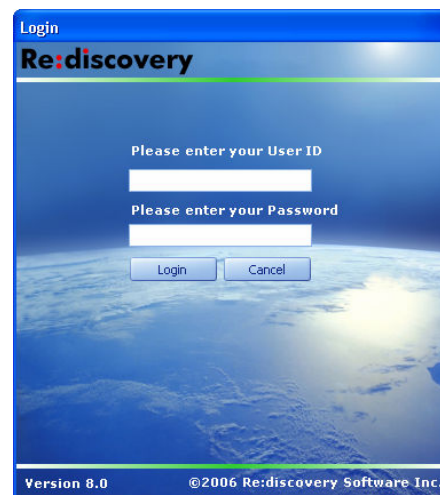 Login
Re:discovery
Please enter your User ID
Please enter your Password
Login Cancel
Version 8.0 ©2006 Re:discovery Software Inc.